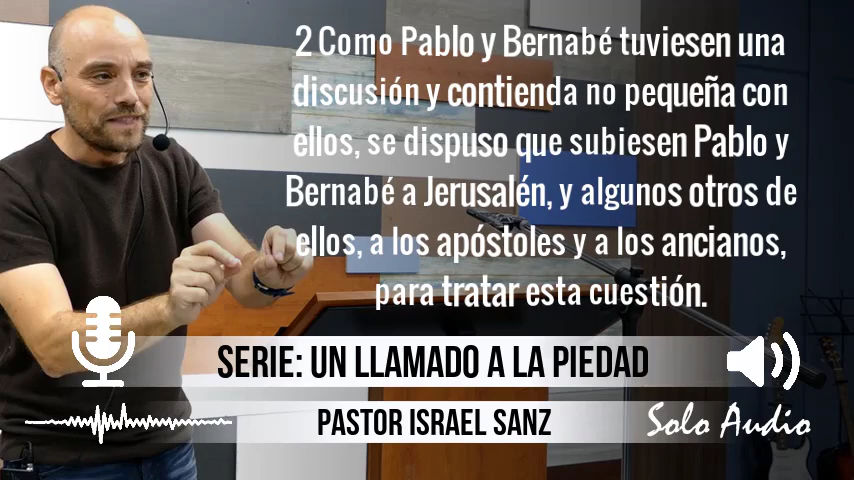 2 Como Pablo y Bernabé tuviesen una
discusión y contienda no pequeña con
ellos, se dispuso que subiesen Pablo y
Bernabé a Jerusalén, y algunos otros de
ellos, a los apóstoles y a los ancianos,
para tratar esta cuestión.
SERIE: UN LLAMADO A LA PIEDAD
PASTOR ISRAEL SANZ
Solo Audio